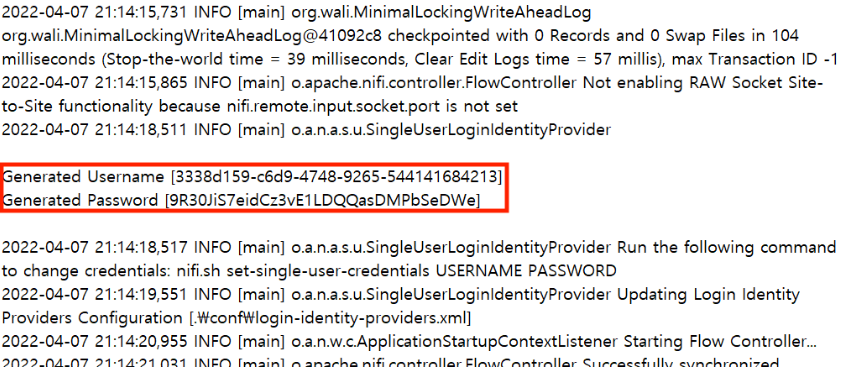 2022-04-07 21:14:15,731 INFO [main] org.wali.MinimalLockingWriteAheadLog
org.wali.MinimalLockingWriteAheadLog@41092c8 checkpointed with 0 Records and 0 Swap Files in 104
milliseconds (Stop-the-world time = 39 milliseconds, Clear Edit Logs time = 57 millis), max Transaction ID -1
2022-04-07 21:14:15,865 INFO [main] o.apache.nifi.controller.FlowController Not enabling RAW Socket Site-
to-Site functionality because nifi.remote.input.socket.port is not set
2022-04-07 21:14:18,511 INFO [main] o.a.n.a.s.u.SingleUserLoginIdentityProvider
Generated Username [3338d159-c6d9-4748-9265-544141684213]
Generated Password [9R30JiS7eidCz3vE1LDQQasDMPbSeDWe]
2022-04-07 21:14:18,517 INFO [main] o.a.n.a.s.u.SingleUserLoginIdentityProvider Run the following command
to change credentials: nifi.sh set-single-user-credentials USERNAME PASSWORD
2022-04-07 21:14:19,551 INFO [main] o.a.n.a.s.u.SingleUserLoginIdentityProvider Updating Login Identity
Providers Configuration [.₩conf₩login-identity-providers.xml]
2022-04-07 21:14:20,955 INFO [main] o.a.n.w.c.ApplicationStartupContextListener Starting Flow Controller...
2022-04-07 21:14:21,031 INFO [main] o.apache.nifi.controller.FlowController Successfully synchronized